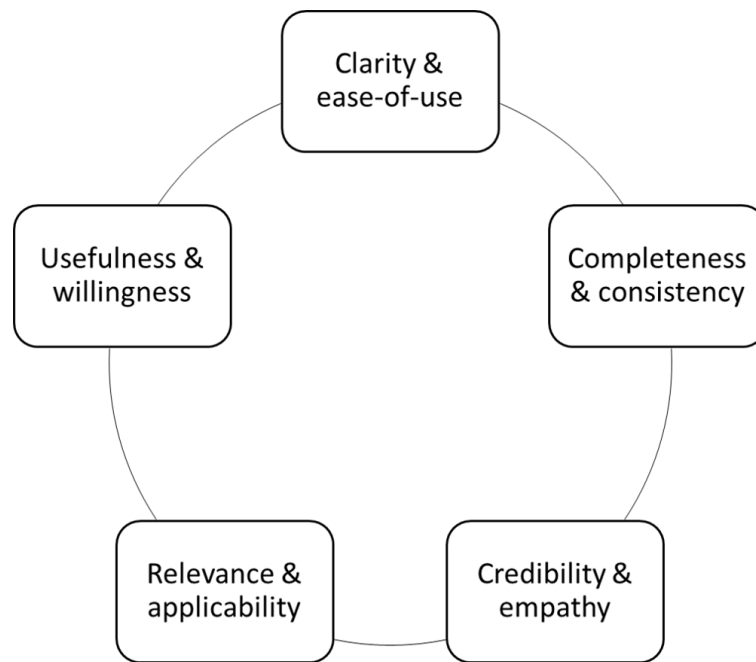 Clarity &
ease-of-use
Completeness
& consistency
Credibility &
empathy
Relevance &
applicability
Usefulness &
willingness